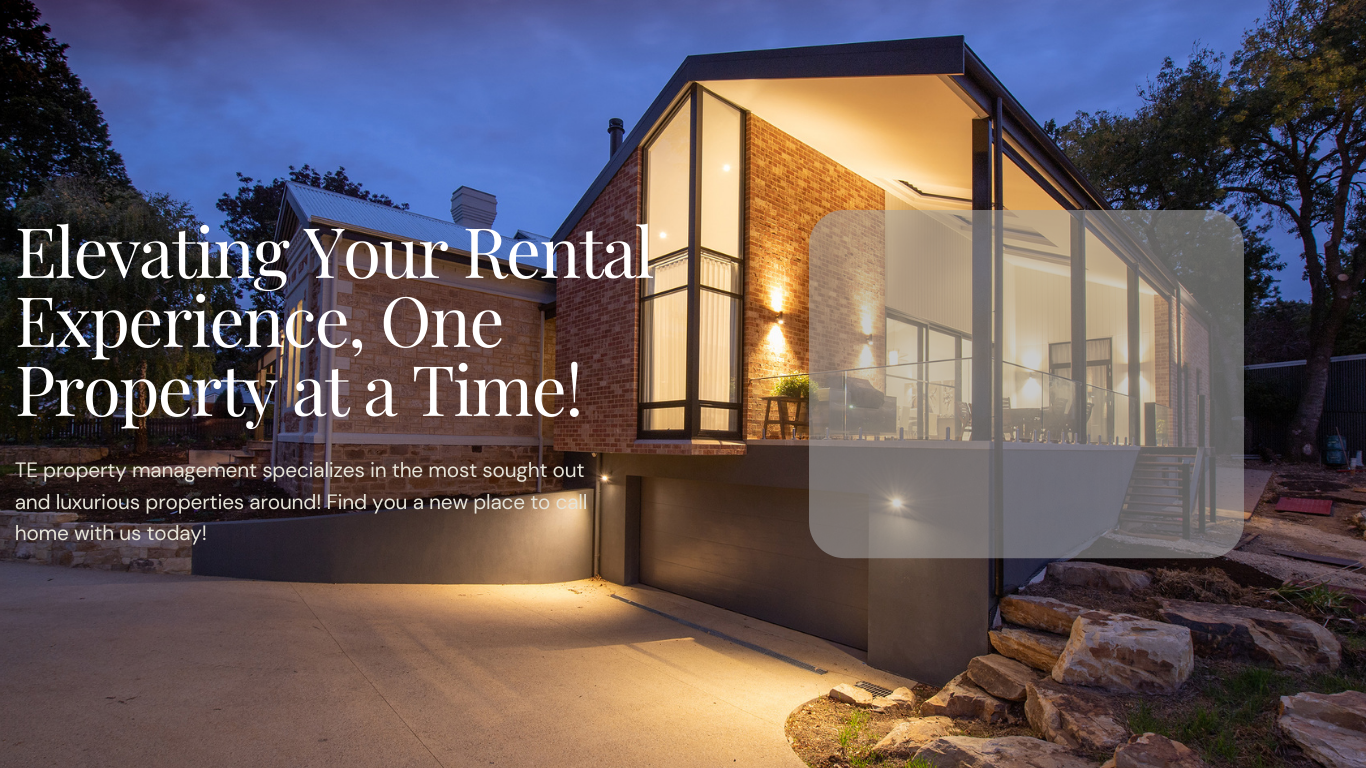 Elevating Your Rental
Experience, One
Property at a Time!
TE property management specializes in the most sought out
and luxurious properties around! Find you a new place to call
home with us today!